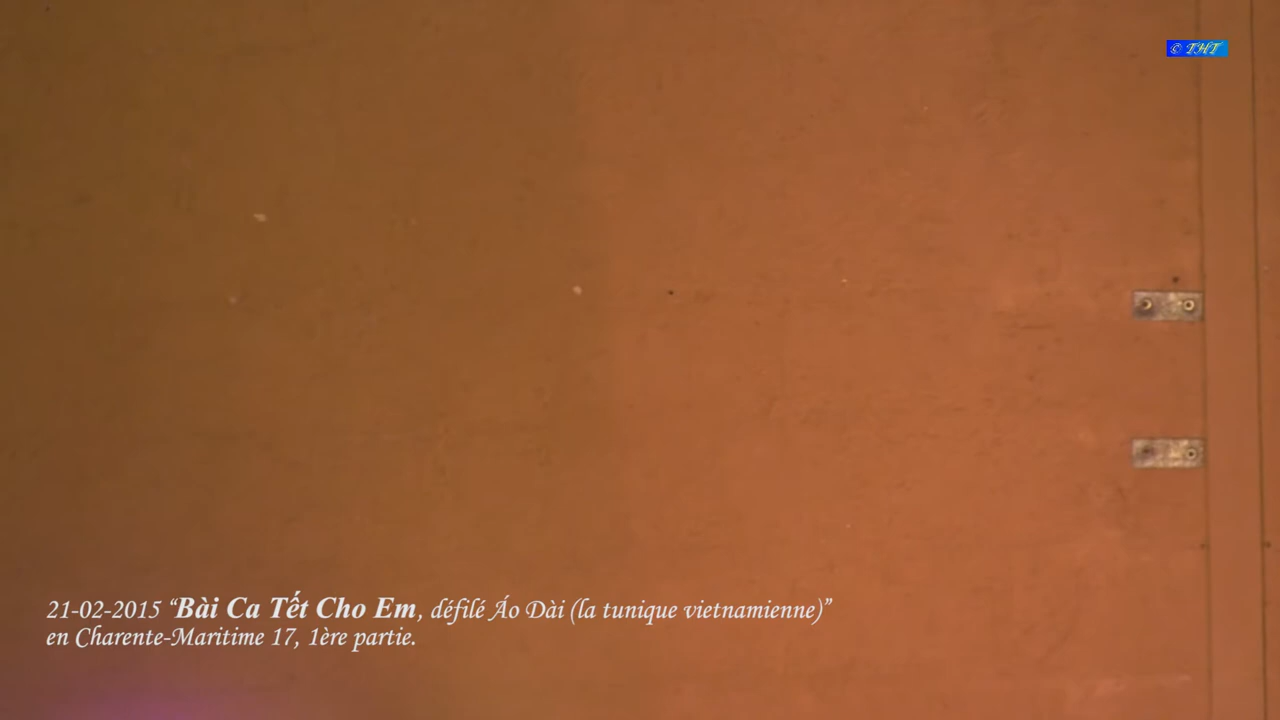 © THT
21-02-2015 “Bài Ca Tết Cho Em, défilé Áo Dài (la tunique vietnamienne)”
en Charente-Maritime 17, 1ère partie.